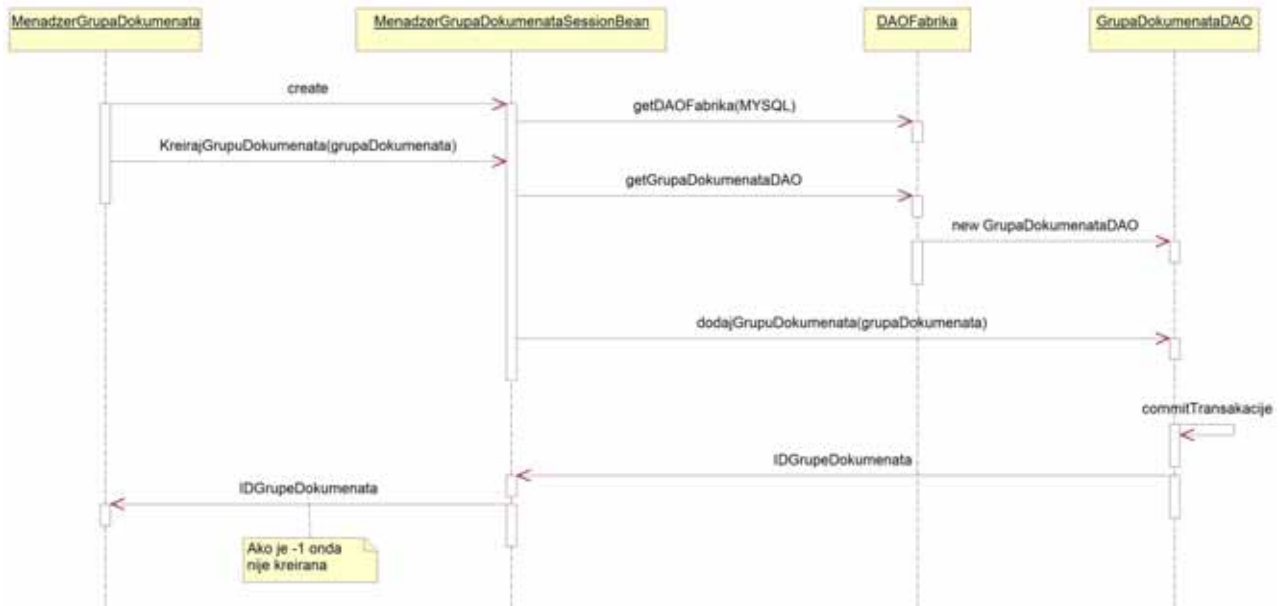 MenadzerGrupaDokumenata
MenadzerGrupaDokumenataSessionBean
DAOFabrika
GrupaDokumenataDAO
create
getDAOFabrika(MYSQL)
KreirajGrupuDokumenata(grupaDokumenata)
getGrupaDokumenataDAO
new GrupaDokumenataDAO
dodajGrupuDokumenata(grupaDokumenata)
commitTransakacije
IDGrupeDokumenata
IDGrupeDokumenata
Ako je -1 onda
nije kreirana